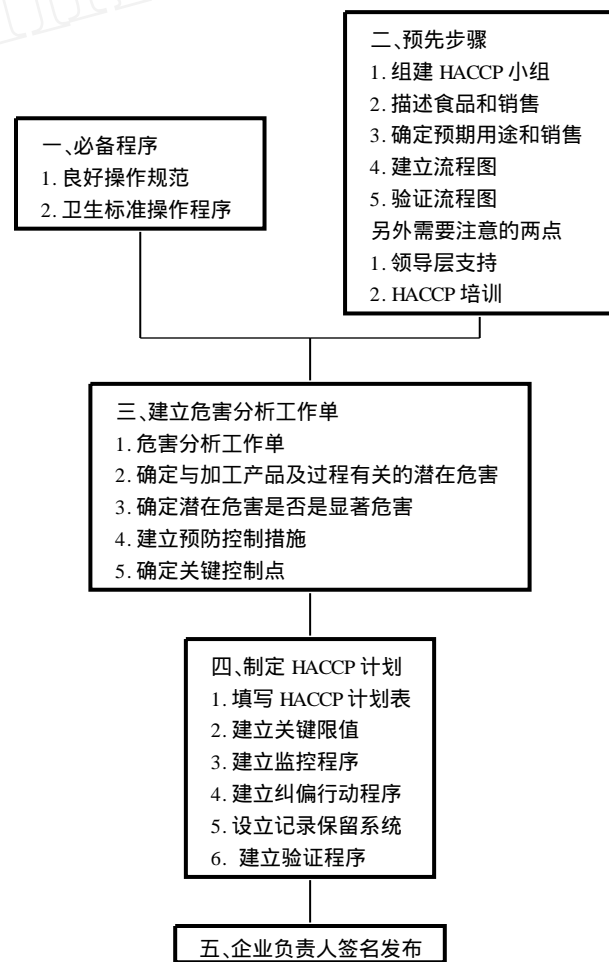 一、必备程序
1. 良好操作规范
2. 卫生标准操作程序
二、预先步骤
1. 组建 HACCP 小组
2. 描述食品和销售
3. 确定预期用途和销售
4. 建立流程图
5. 验证流程图
另外需要注意的两点
1. 领导层支持
2. HACCP 培训
三、建立危害分析工作单
1. 危害分析工作单
2. 确定与加工产品及过程有关的潜在危害
3. 确定潜在危害是否是显著危害
4. 建立预防控制措施
5. 确定关键控制点
四、制定 HACCP 计划
1. 填写 HACCP 计划表
2. 建立关键限值
3. 建立监控程序
4. 建立纠偏行动程序
5. 设立记录保留系统
6. 建立验证程序
五、企业负责人签名发布